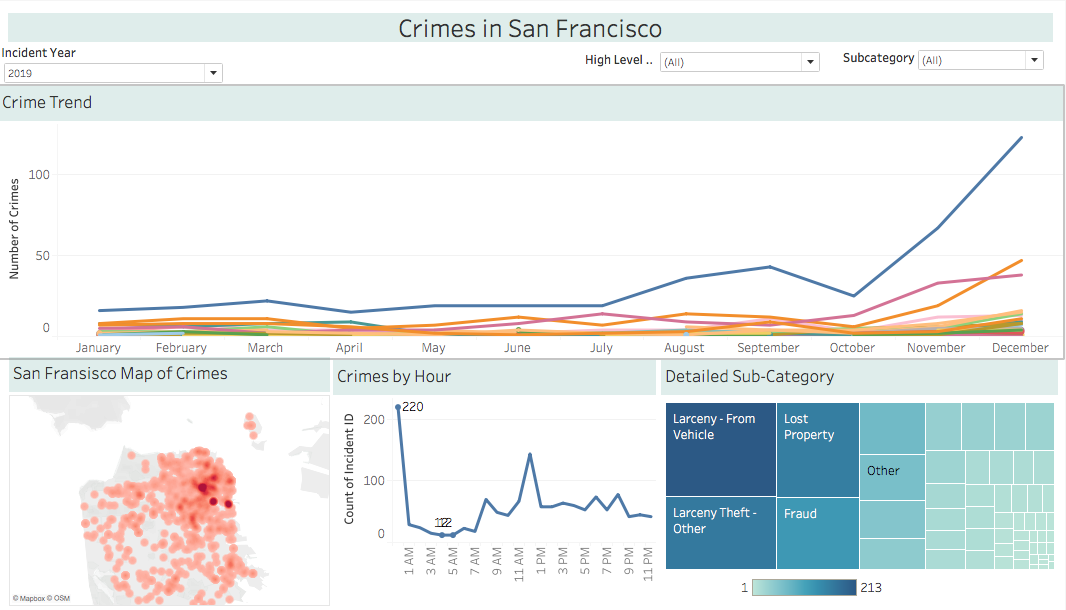 Crimes in San Francisco
Incident Year
2019
High Level ..
(All)
Subcategory
(All)
Crime Trend
Number of Crimes
100
50
0
January February March April May June July August September October November December
San Fransisco Map of Crimes
© Mapbox © OSM
Crimes by Hour
Count of Incident ID
200
100
0
220
12
1 AM 3 AM 5 AM 7 AM 9 AM 11 AM 1 PM 3 PM 5 PM 7 PM 9 PM 11 PM
Detailed Sub-Category
Larceny - From
Vehicle
Lost
Property
Other
Larceny Theft -
Other
Fraud
1 213